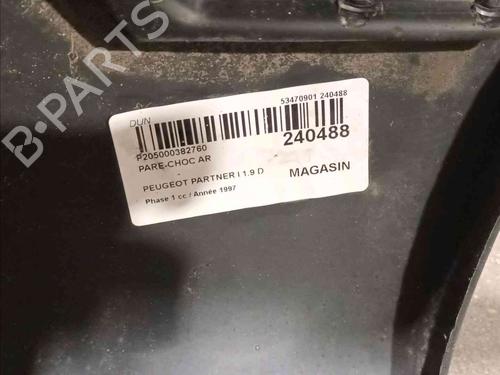 DUN
53470901 240488
P205000382760
240488
PARE-CHOC AR
PEUGEOT PARTNER I 1.9 D
MAGASIN
Phase 1 cc / Année 1997
B-PARTS